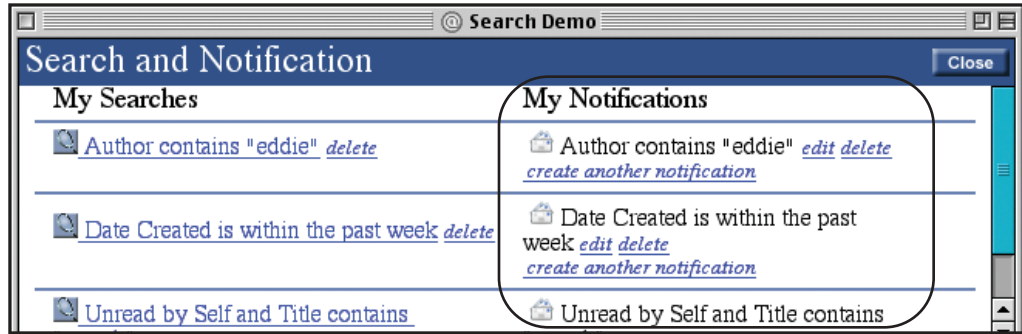 Search Demo
Search and Notification
Close
My Searches
My Notifications
Author contains "eddie" delete
Author contains "eddie" edit delete
create another notification
Date Created is within the past week delete
Date Created is within the past
week edit delete
create another notification
Unread by Self and Title contains
Unread by Self and Title contains